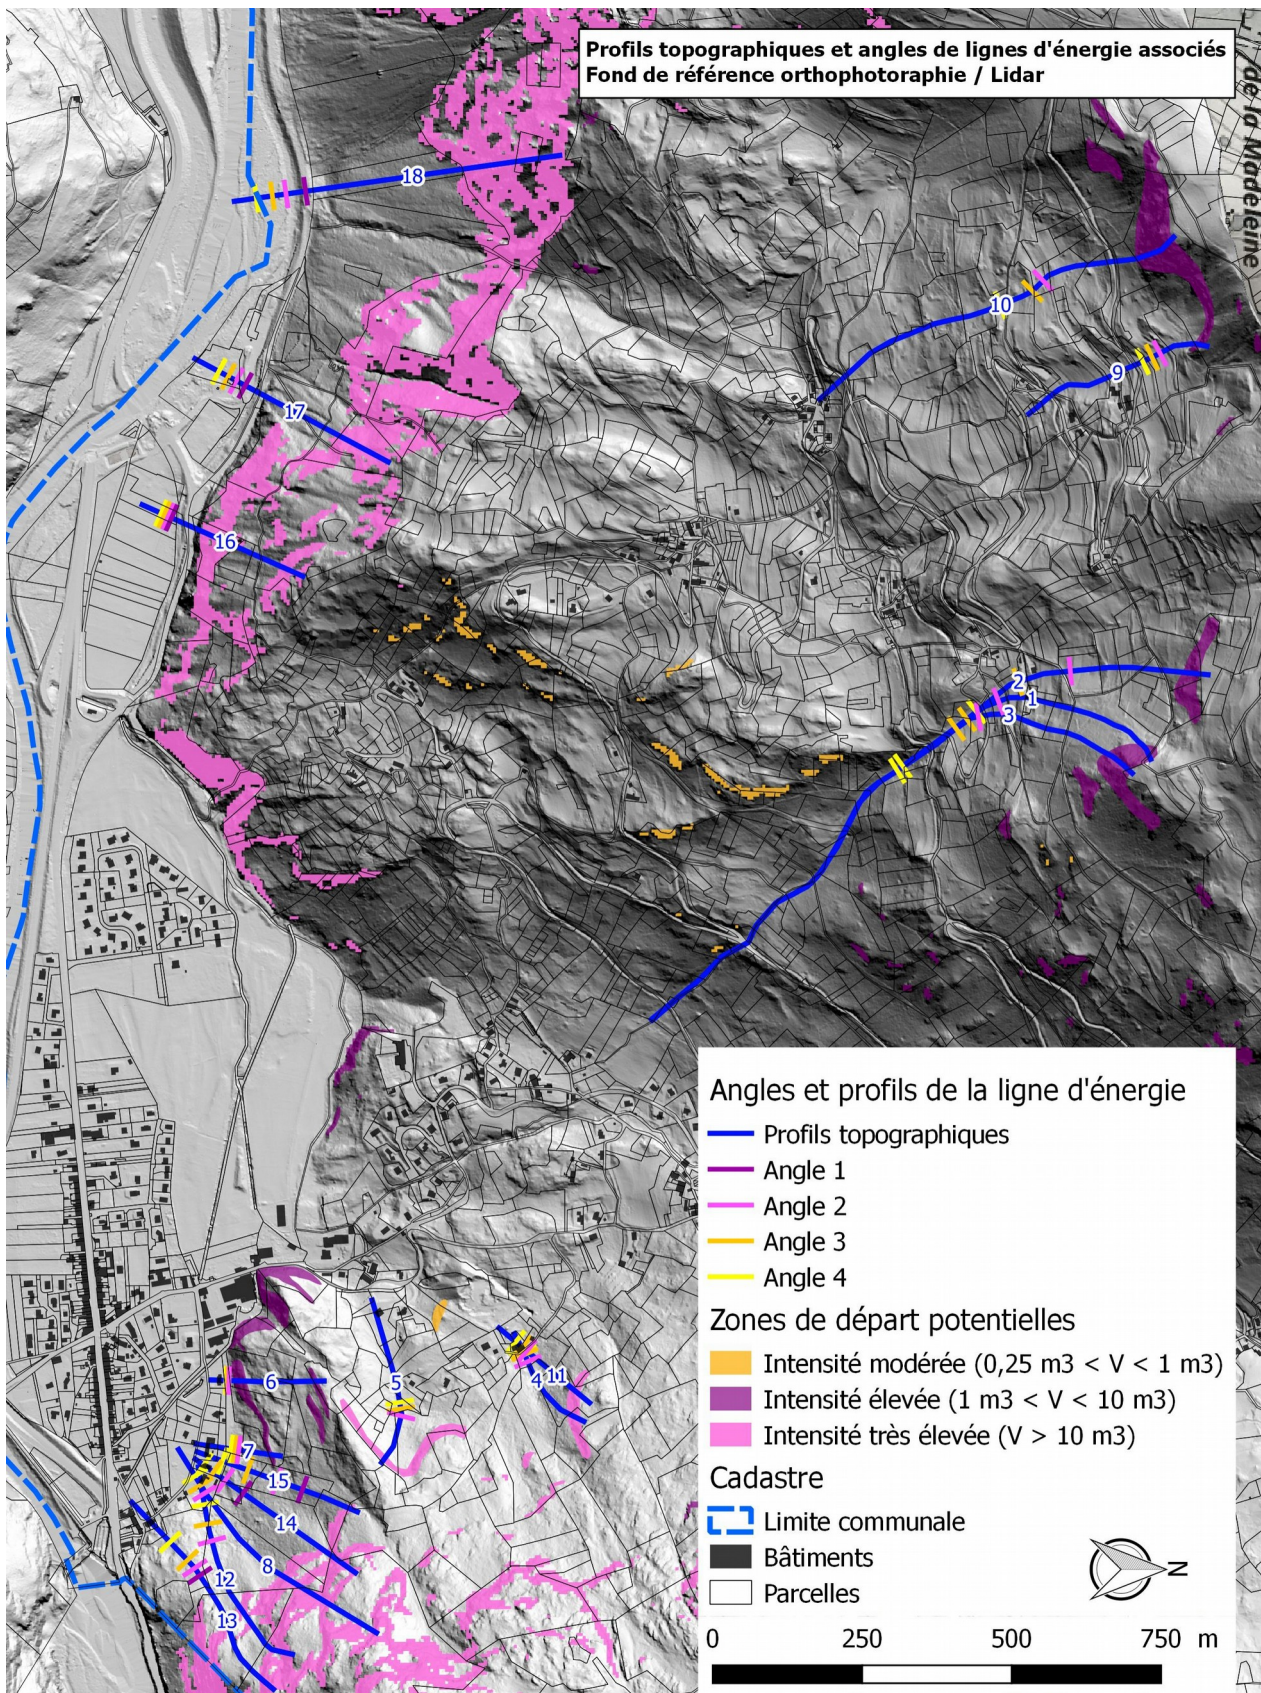 Profils topographiques et angles de lignes d'énergie associés
Fond de référence orthophotoraphie / Lidar
de la Madeleine
18
10
9
17
16
2
1
3
11
4
5
6
7
15
14
8
12
13
Angles et profils de la ligne d'énergie
Profils topographiques
Angle 1
Angle 2
Angle 3
Angle 4
Zones de départ potentielles
Intensité modérée (0,25 m3 < V < 1 m3)
Intensité élevée (1 m3 < V < 10 m3)
Intensité très élevée (V > 10 m3)
Cadastre
Limite communale
Bâtiments
Parcelles
N
0 250 500 750 m